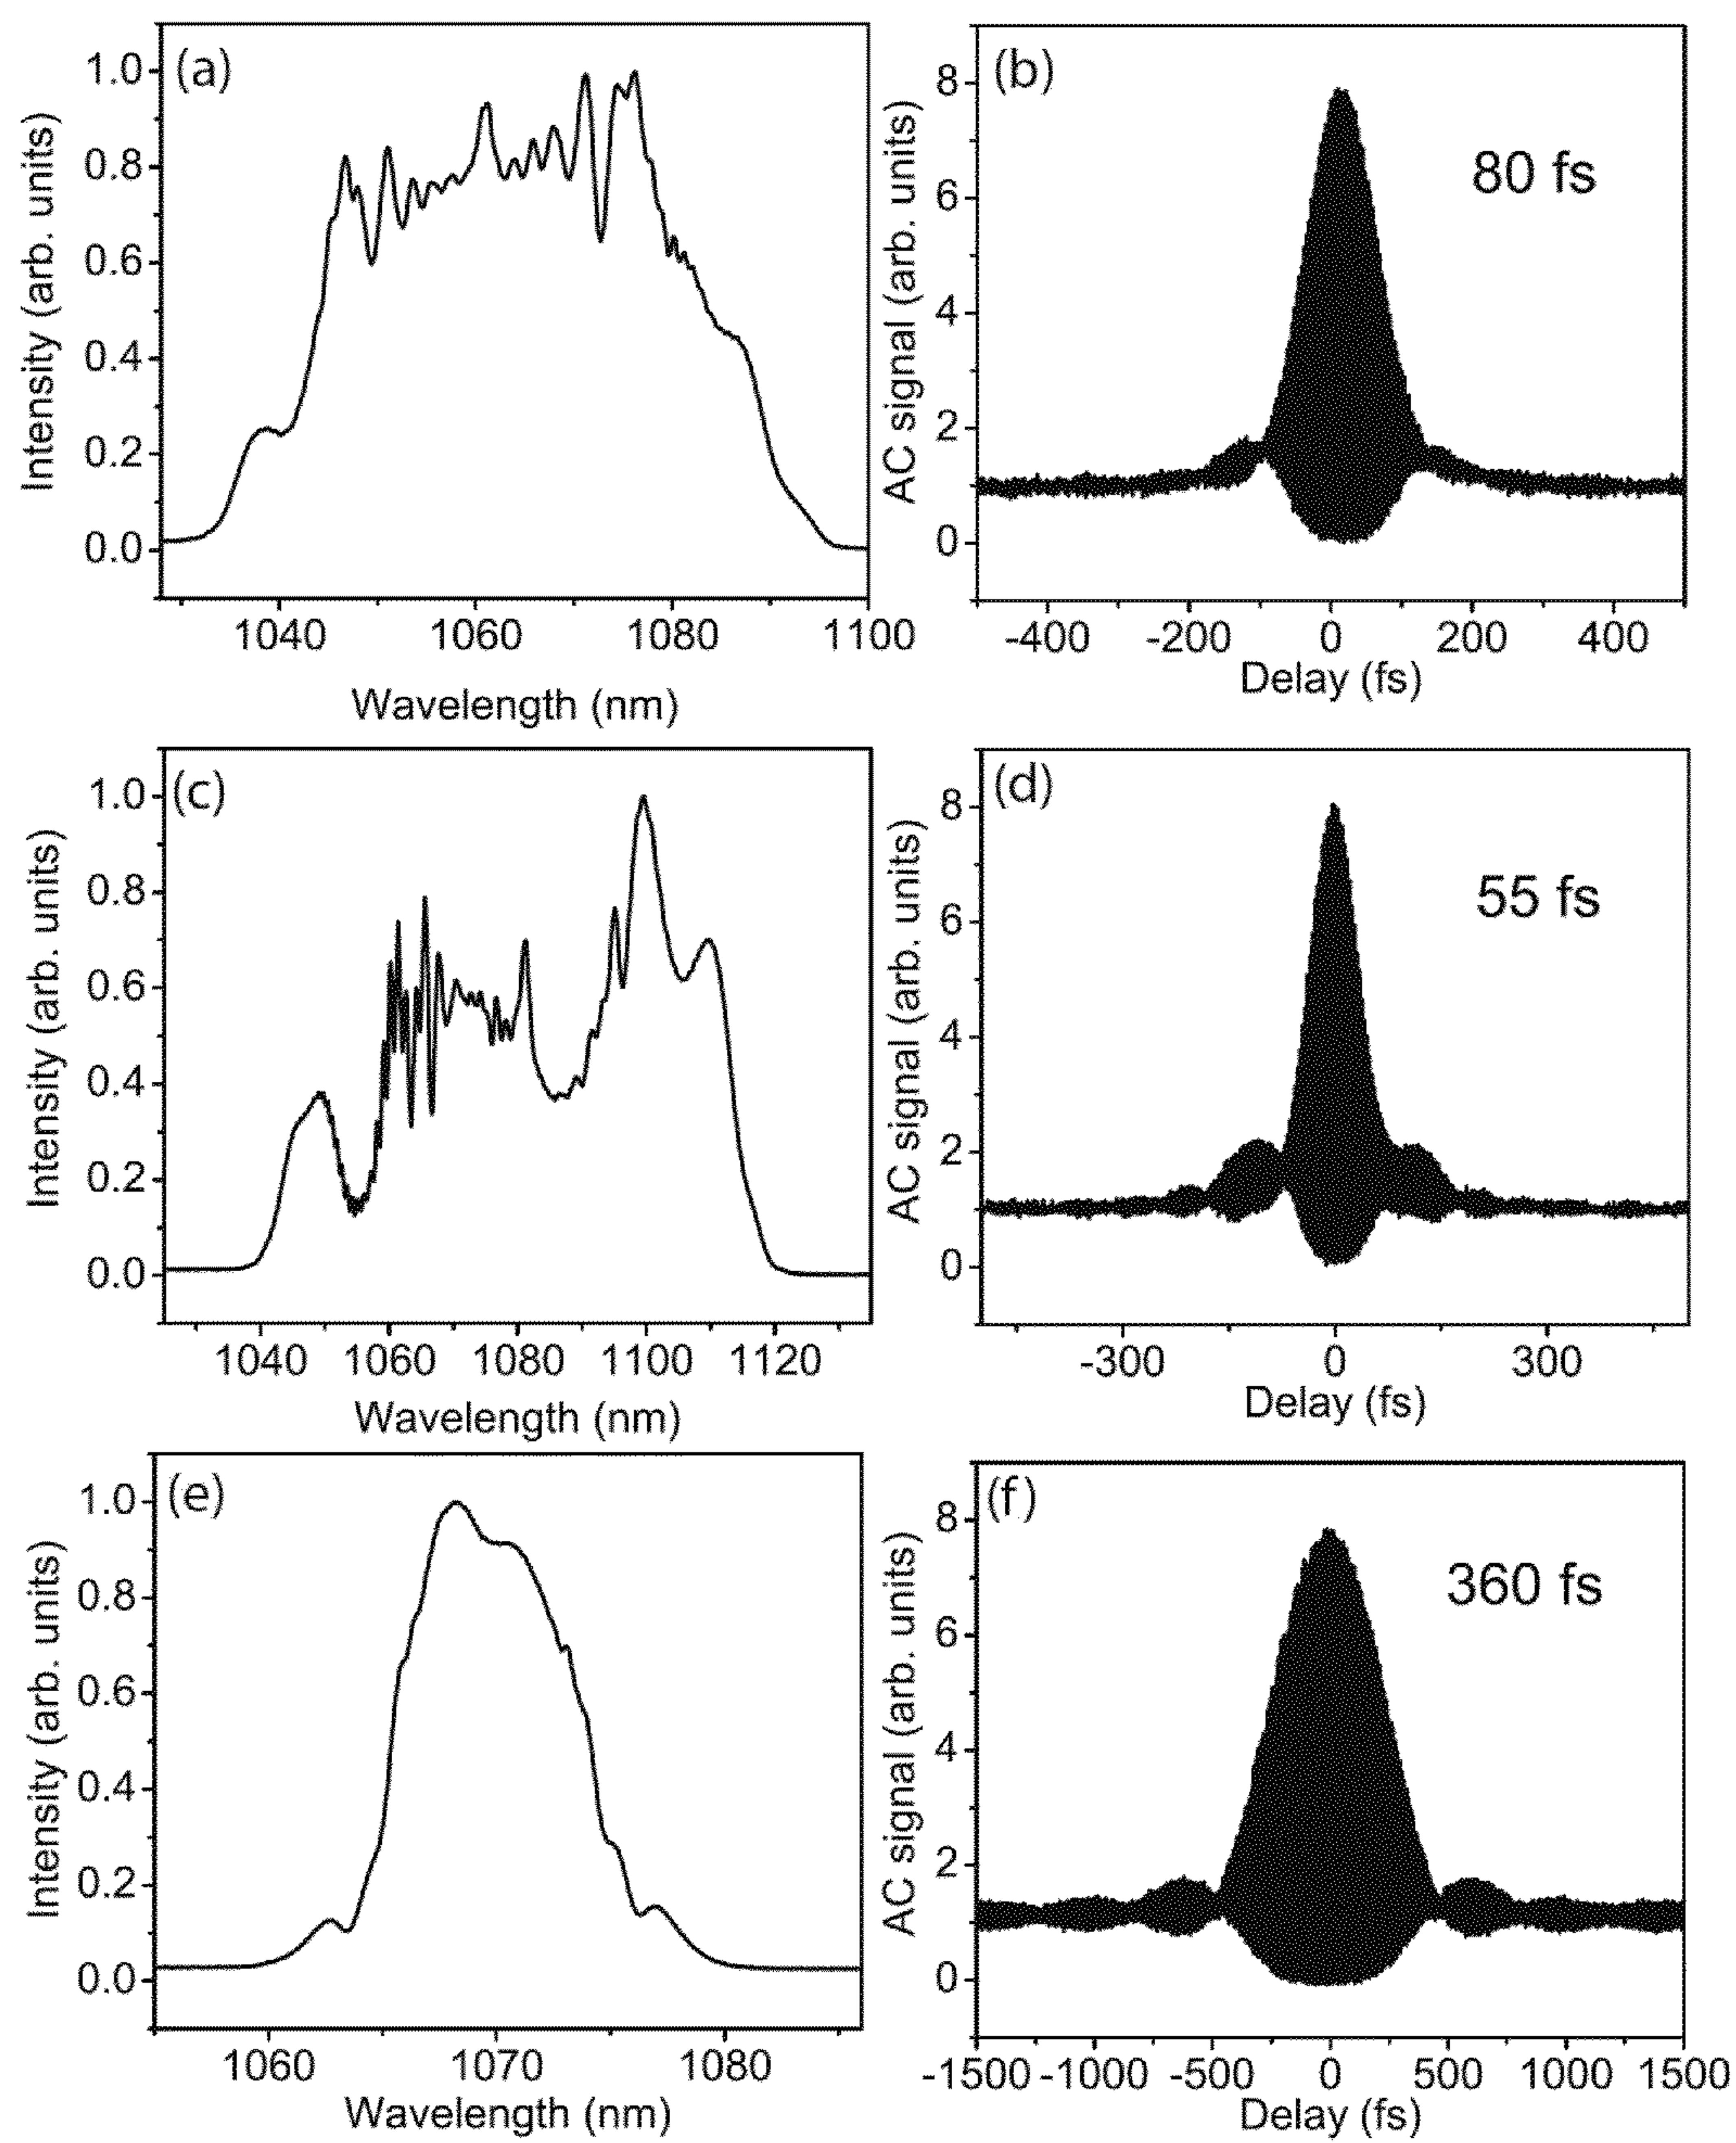 (a)
Intensity (arb. units)
1.0
0.8
0.6
0.4
0.2
0.0
1040 1060 1080 1100
Wavelength (nm)
(b)
80 fs
AC signal (arb. units)
8
6
4
2
0
-400 -200 0 200 400
Delay (fs)
(c)
Intensity (arb. units)
1.0
0.8
0.6
0.4
0.2
0.0
1040 1060 1080 1100 1120
Wavelength (nm)
(d)
55 fs
AC signal (arb. units)
8
6
4
2
0
-300 0 300
Delay (fs)
(e)
Intensity (arb. units)
1.0
0.8
0.6
0.4
0.2
0.0
1060 1070 1080
Wavelength (nm)
(f)
360 fs
AC signal (arb. units)
8
6
4
2
0
-1500 -1000 -500 0 500 1000 1500
Delay (fs)